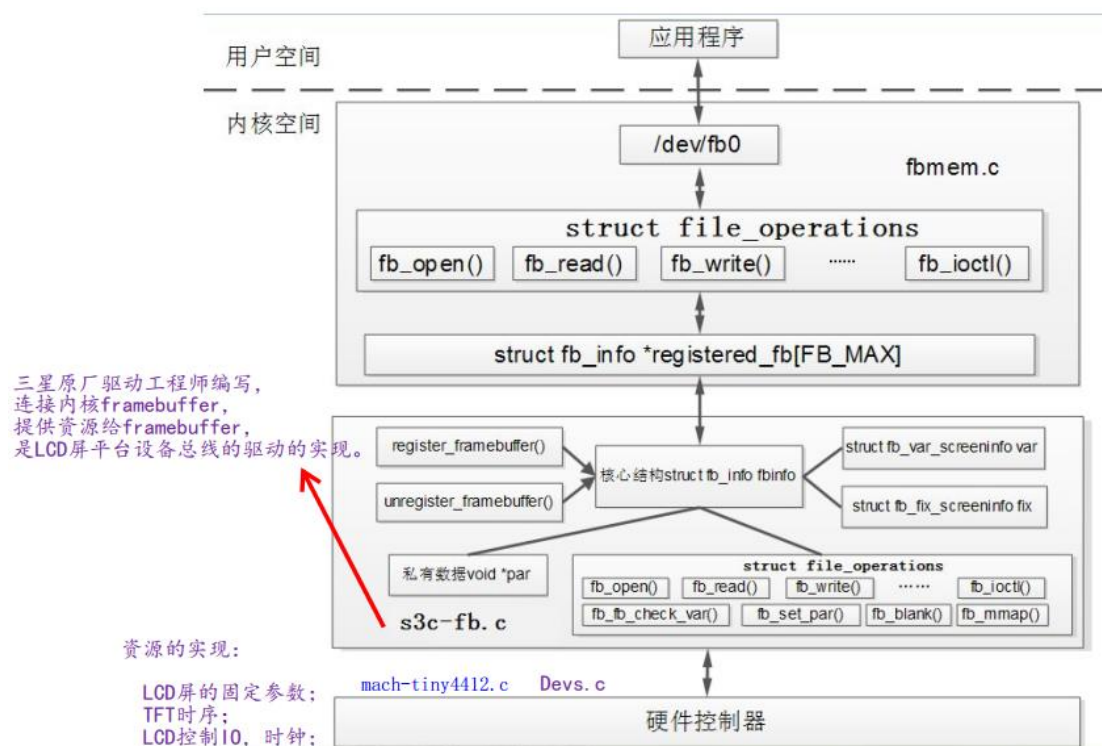 应用程序
用户空间
内核空间
/dev/fb0
fbmem.c
struct file_operations
fb_open() fb_read() fb_write() ...... fb_ioctl()
struct fb_info *registered_fb[FB_MAX]
三星原厂驱动工程师编写,
连接内核framebuffer,
提供资源给framebuffer,
是LCD屏平台设备总线的驱动的实现。
register_framebuffer()
unregister_framebuffer()
核心结构struct fb_info fbinfo
struct fb_var_screeninfo var
struct fb_fix_screeninfo fix
私有数据void *par
s3c-fb.c
struct file_operations
fb_open() fb_read() fb_write() ...... fb_ioctl()
fb_fb_check_var() fb_set_par() fb_blank() fb_mmap()
资源的实现:
LCD屏的固定参数;
TFT时序;
LCD控制IO, 时钟;
mach-tiny4412.c Devs.c
硬件控制器